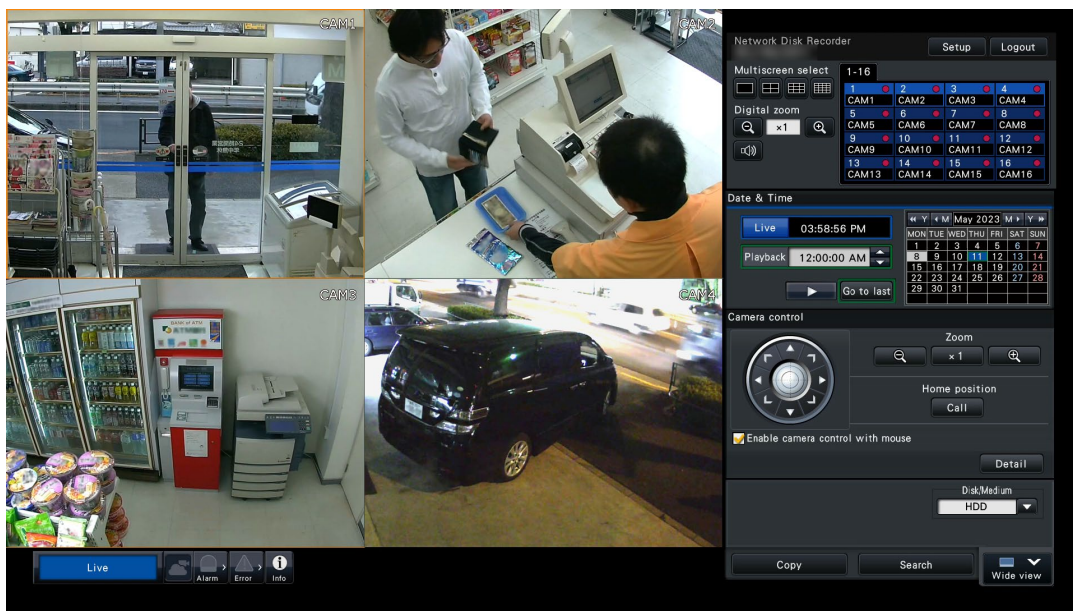 CAM1
CAM2
BANK of ATM
CAM3
CAM4
Network Disk Recorder
Setup
Logout
Multiscreen select
1-16
1 2 3 4
CAM1 CAM2 CAM3 CAM4
5 6 7 8
CAM5 CAM6 CAM7 CAM8
9 10 11 12
CAM9 CAM10 CAM11 CAM12
13 14 15 16
CAM13 CAM14 CAM15 CAM16
Digital zoom
×1
Date & Time
Live 03:58:56 PM
Playback 12:00:00 AM
Go to last
Y M May 2023 M Y
MON TUE WED THU FRI SAT SUN
1 2 3 4 5 6 7
8 9 10 11 12 13 14
15 16 17 18 19 20 21
22 23 24 25 26 27 28
29 30 31
Camera control
Zoom
×1
Home position
Call
Enable camera control with mouse
Detail
Disk/Medium
HDD
Live
Alarm
Error
Info
Copy
Search
Wide view